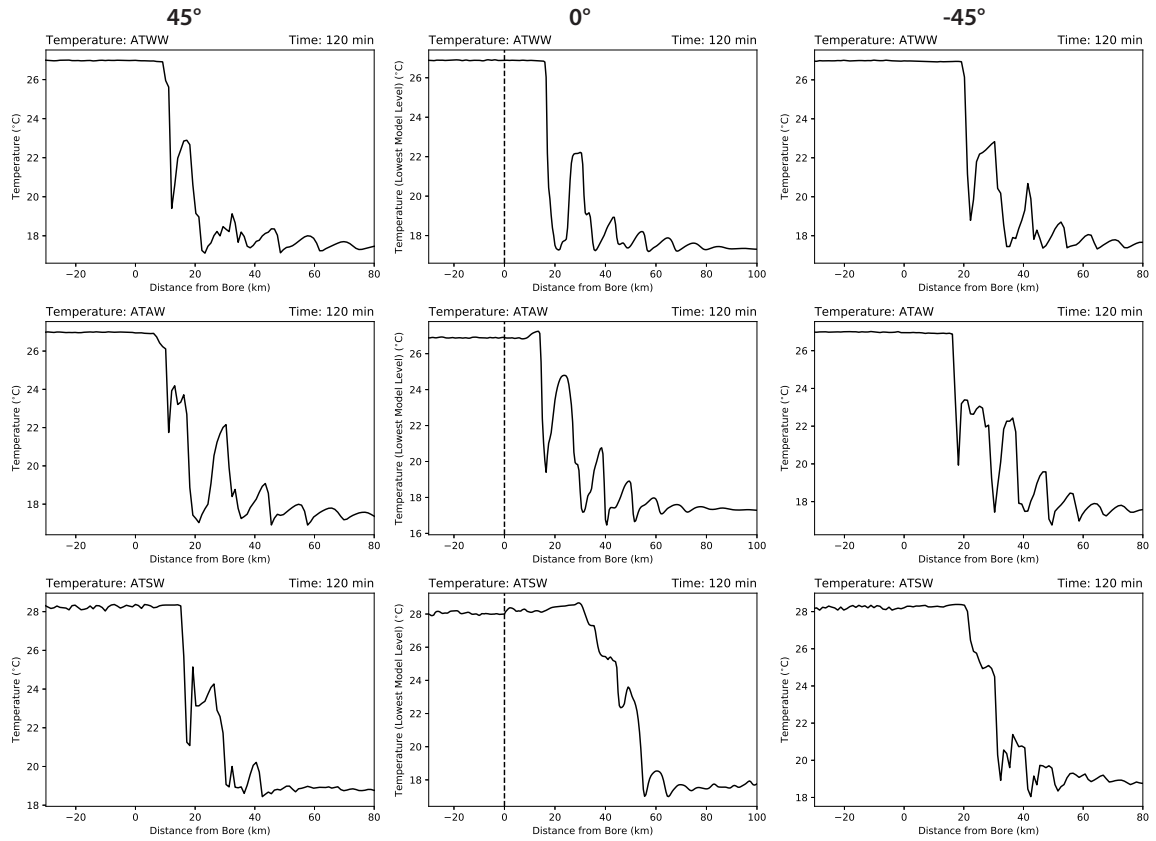 45° 0° -45°
Temperature: ATWW Time: 120 min Temperature: ATWW Time: 120 min Temperature: ATWW Time: 120 min
Temperature (°C)
26
24
22
20
18
−20 0 20 40 60 80
Distance from Bore (km)
Temperature (Lowest Model Level) (°C)
26
24
22
20
18
−20 0 20 40 60 80 100
Distance from Bore (km)
Temperature (°C)
26
24
22
20
18
−20 0 20 40 60 80
Distance from Bore (km)
Temperature: ATAW Time: 120 min Temperature: ATAW Time: 120 min Temperature: ATAW Time: 120 min
Temperature (°C)
26
24
22
20
18
−20 0 20 40 60 80
Distance from Bore (km)
Temperature (Lowest Model Level) (°C)
26
24
22
20
18
16
−20 0 20 40 60 80 100
Distance from Bore (km)
Temperature (°C)
26
24
22
20
18
−20 0 20 40 60 80
Distance from Bore (km)
Temperature: ATSW Time: 120 min Temperature: ATSW Time: 120 min Temperature: ATSW Time: 120 min
Temperature (°C)
28
26
24
22
20
18
−20 0 20 40 60 80
Distance from Bore (km)
Temperature (Lowest Model Level) (°C)
28
26
24
22
20
18
−20 0 20 40 60 80 100
Distance from Bore (km)
Temperature (°C)
28
26
24
22
20
18
−20 0 20 40 60 80
Distance from Bore (km)